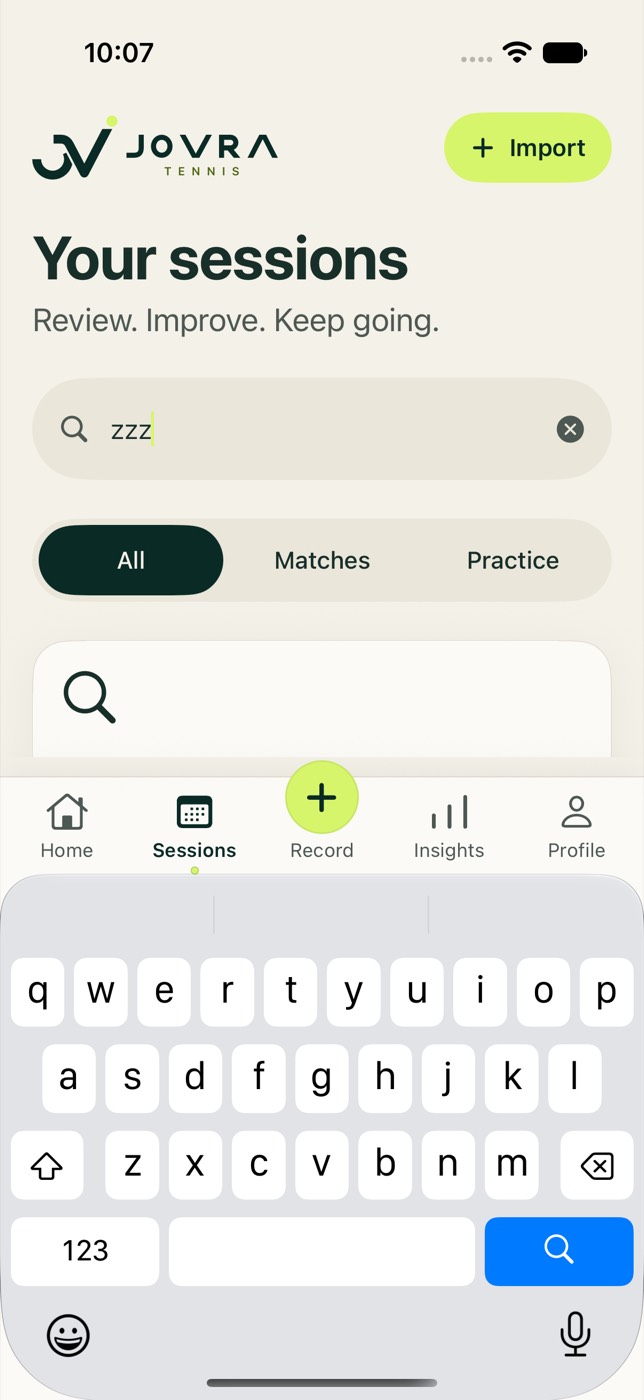 10:07
JOVRA
TENNIS
+ Import
Your sessions
Review. Improve. Keep going.
zzz
All Matches Practice
Home Sessions Record Insights Profile
q w e r t y u i o p
a s d f g h j k l
z x c v b n m
123